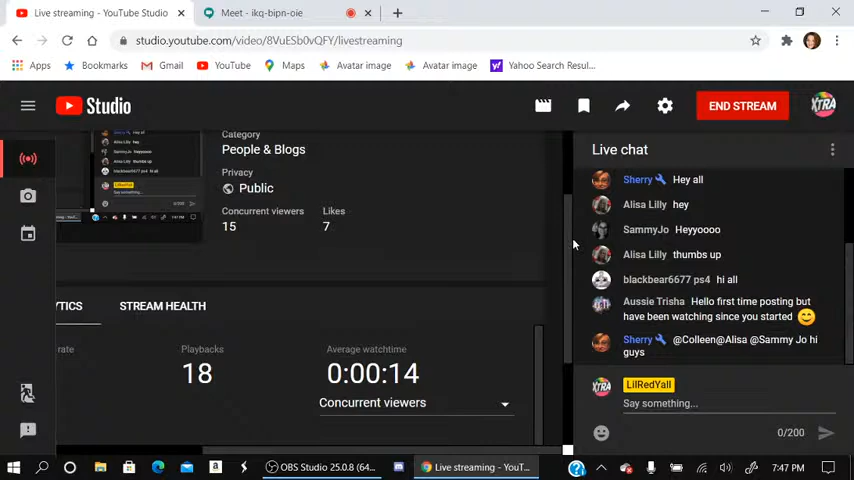 Live streaming - YouTube Studio
Meet - ikq-bipn-oie
studio.youtube.com/video/8VuESb0vQFY/livestreaming
Apps
Bookmarks
Gmail
YouTube
Maps
Avatar image
Avatar image
Yahoo Search Resul...
Studio
END STREAM
XTRA
Category
People & Blogs
Privacy
Public
Concurrent viewers
15
Likes
7
YTICS
STREAM HEALTH
rate
Playbacks
18
Average watchtime
0:00:14
Concurrent viewers
Live chat
Sherry Hey all
Alisa Lilly hey
SammyJo Heyyoooo
Alisa Lilly thumbs up
blackbear6677 ps4 hi all
Aussie Trisha Hello first time posting but
have been watching since you started
Sherry @Colleen@Alisa @Sammy Jo hi
guys
XTRA
LilRedYall
Say something...
0/200
OBS Studio 25.0.8 (64...
Live streaming - YouT...
7:47 PM